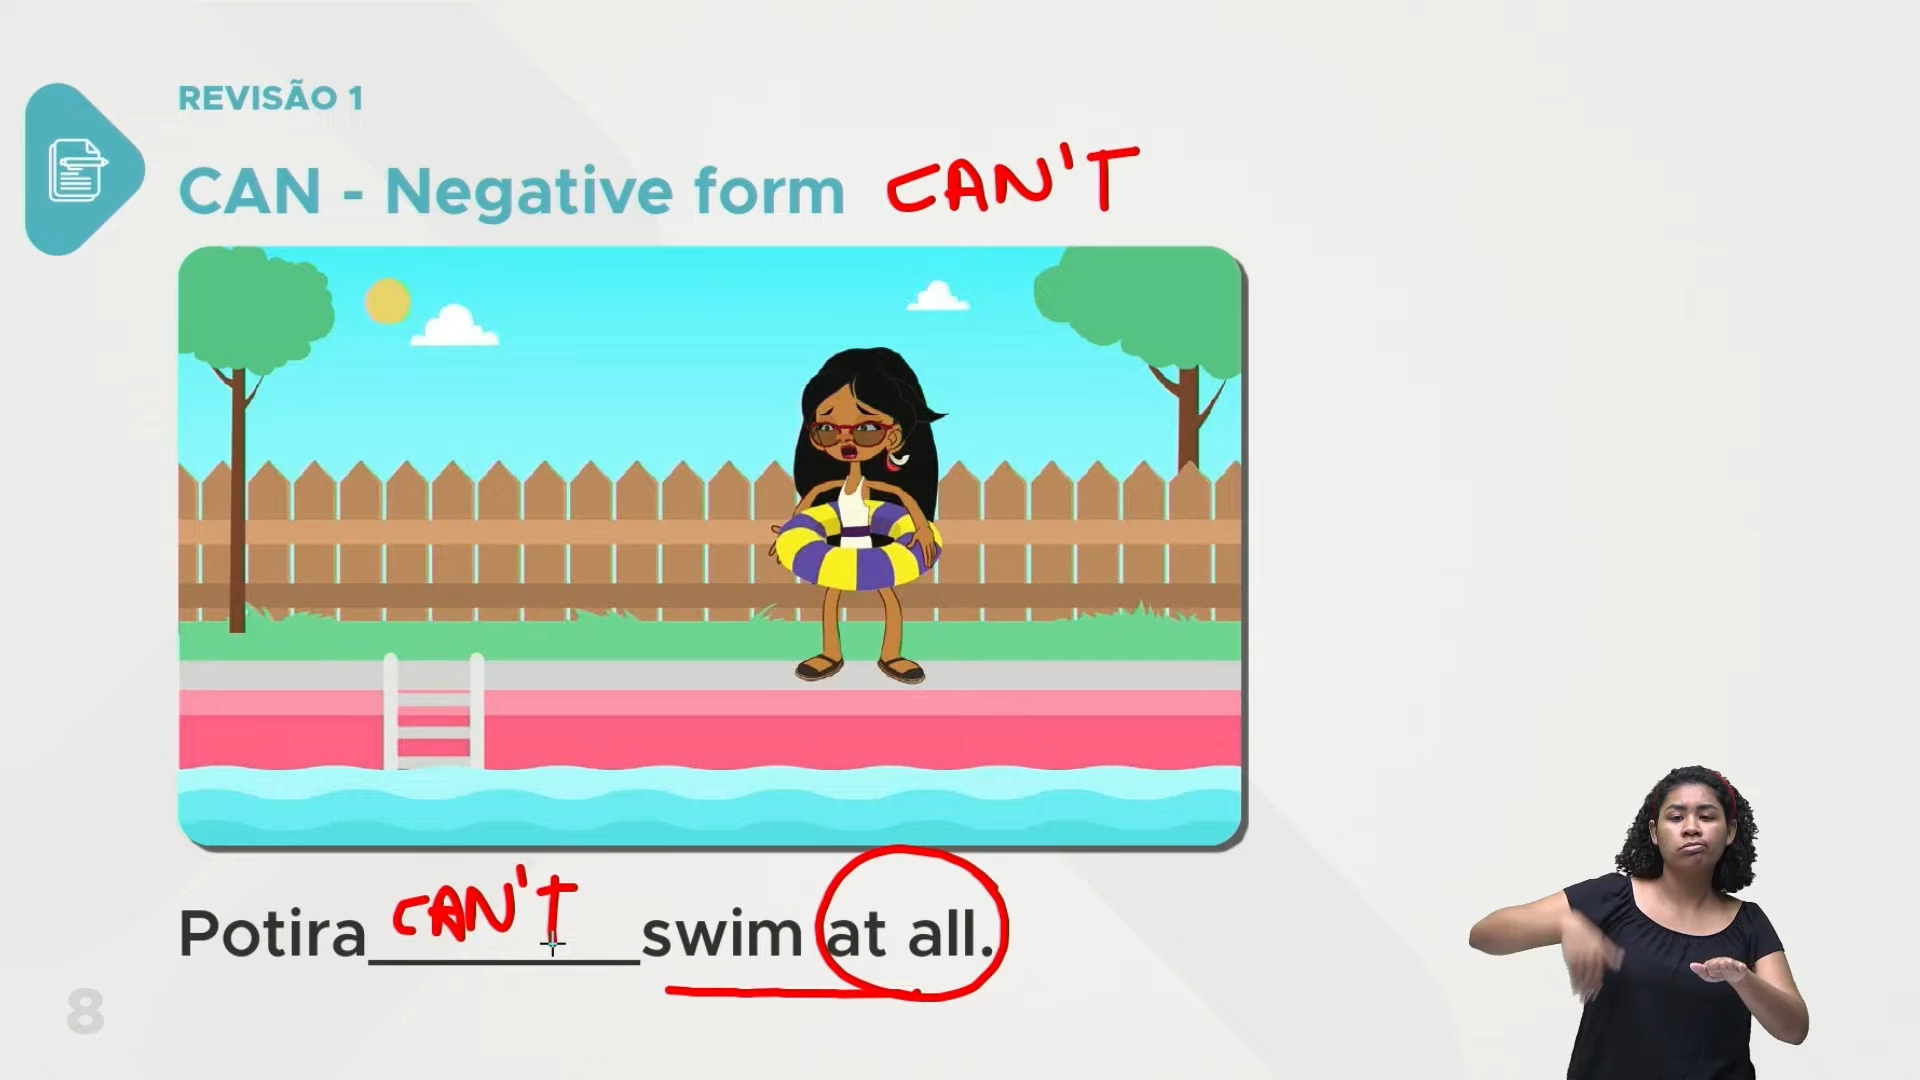 REVISÃO 1
CAN - Negative form CAN'T
Potira CAN'T swim at all.
8